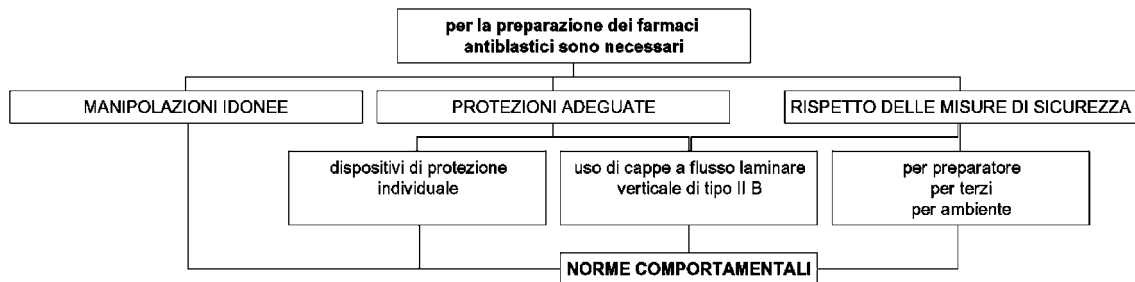 per la preparazione dei farmaci
antiblastici sono necessari
MANIPOLAZIONI IDONEE
PROTEZIONI ADEGUATE
RISPETTO DELLE MISURE DI SICUREZZA
dispositivi di protezione
individuale
uso di cappe a flusso laminare
verticale di tipo II B
per preparatore
per terzi
per ambiente
NORME COMPORTAMENTALI